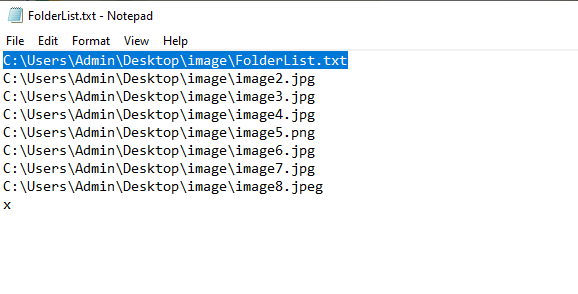 FolderList.txt - Notepad
File Edit Format View Help
C:\Users\Admin\Desktop\image\FolderList.txt
C:\Users\Admin\Desktop\image\image2.jpg
C:\Users\Admin\Desktop\image\image3.jpg
C:\Users\Admin\Desktop\image\image4.jpg
C:\Users\Admin\Desktop\image\image5.png
C:\Users\Admin\Desktop\image\image6.jpg
C:\Users\Admin\Desktop\image\image7.jpg
C:\Users\Admin\Desktop\image\image8.jpeg
x